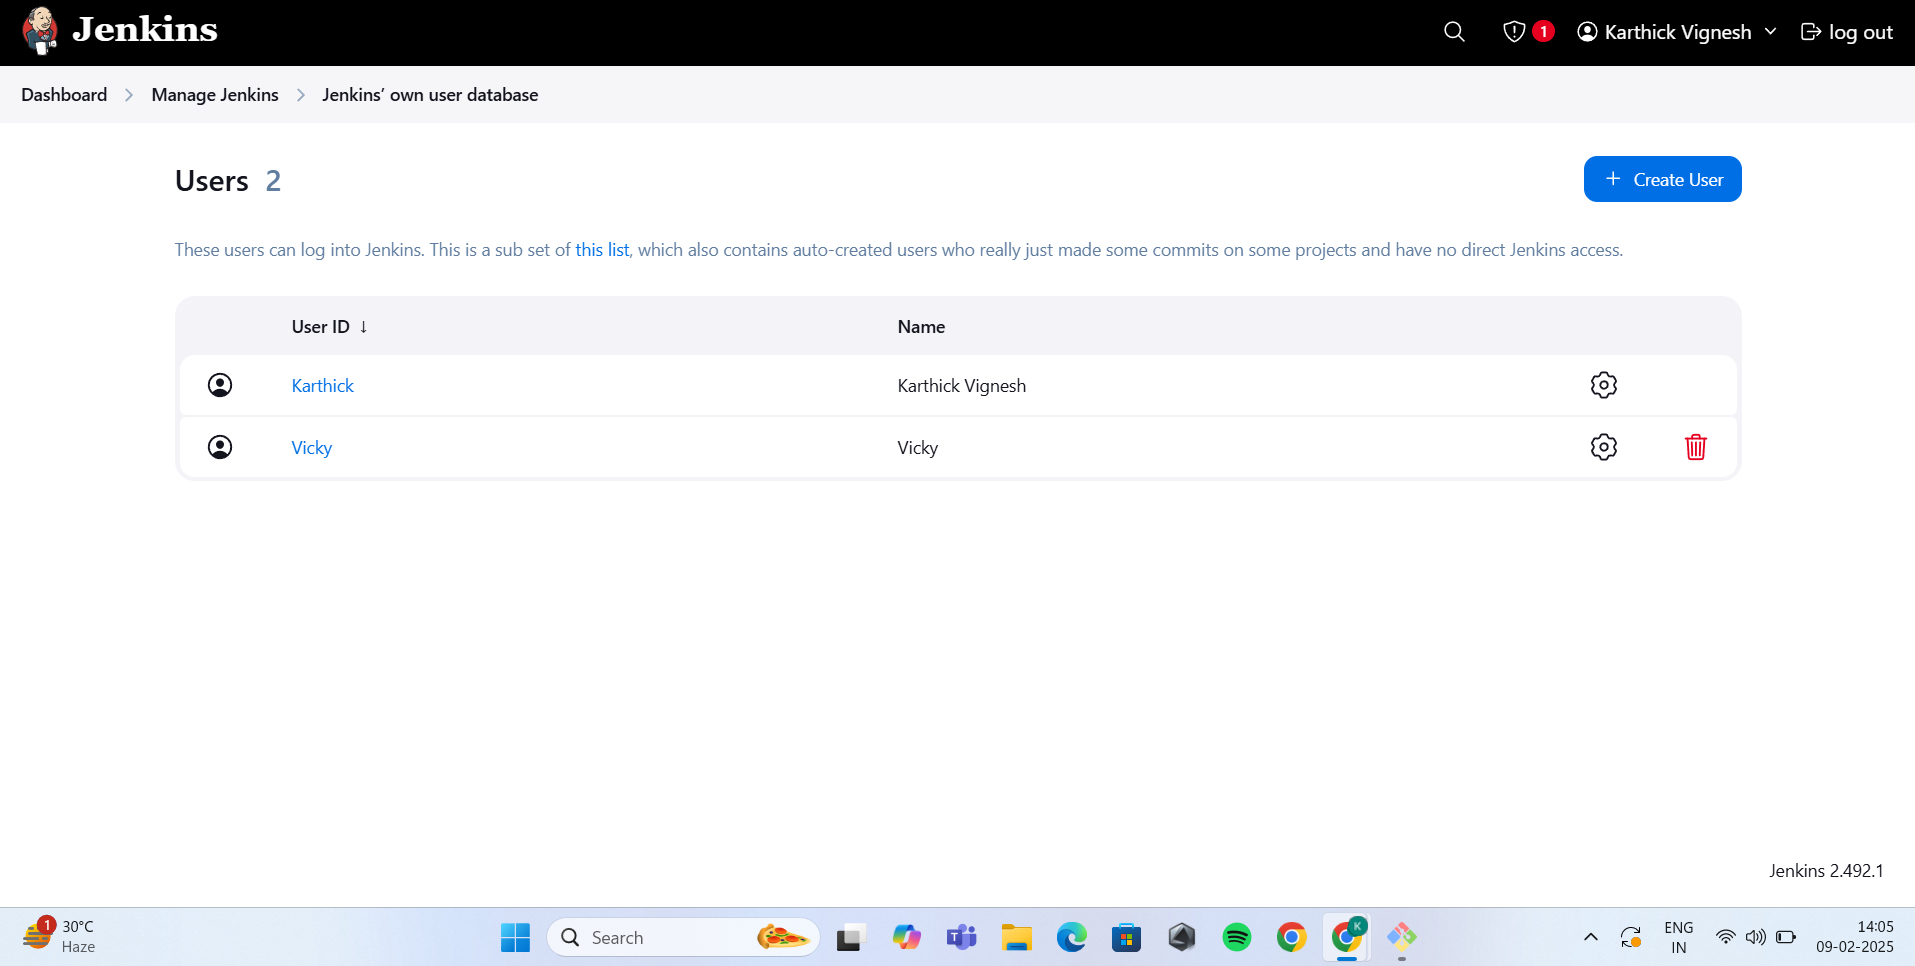 Jenkins
1 Karthick Vignesh log out
Dashboard Manage Jenkins Jenkins’ own user database
Users 2
+ Create User
These users can log into Jenkins. This is a sub set of this list, which also contains auto-created users who really just made some commits on some projects and have no direct Jenkins access.
User ID ↓ Name
Karthick Karthick Vignesh
Vicky Vicky
Jenkins 2.492.1
1 30°C
Haze
Search
T
K
ENG
IN
14:05
09-02-2025